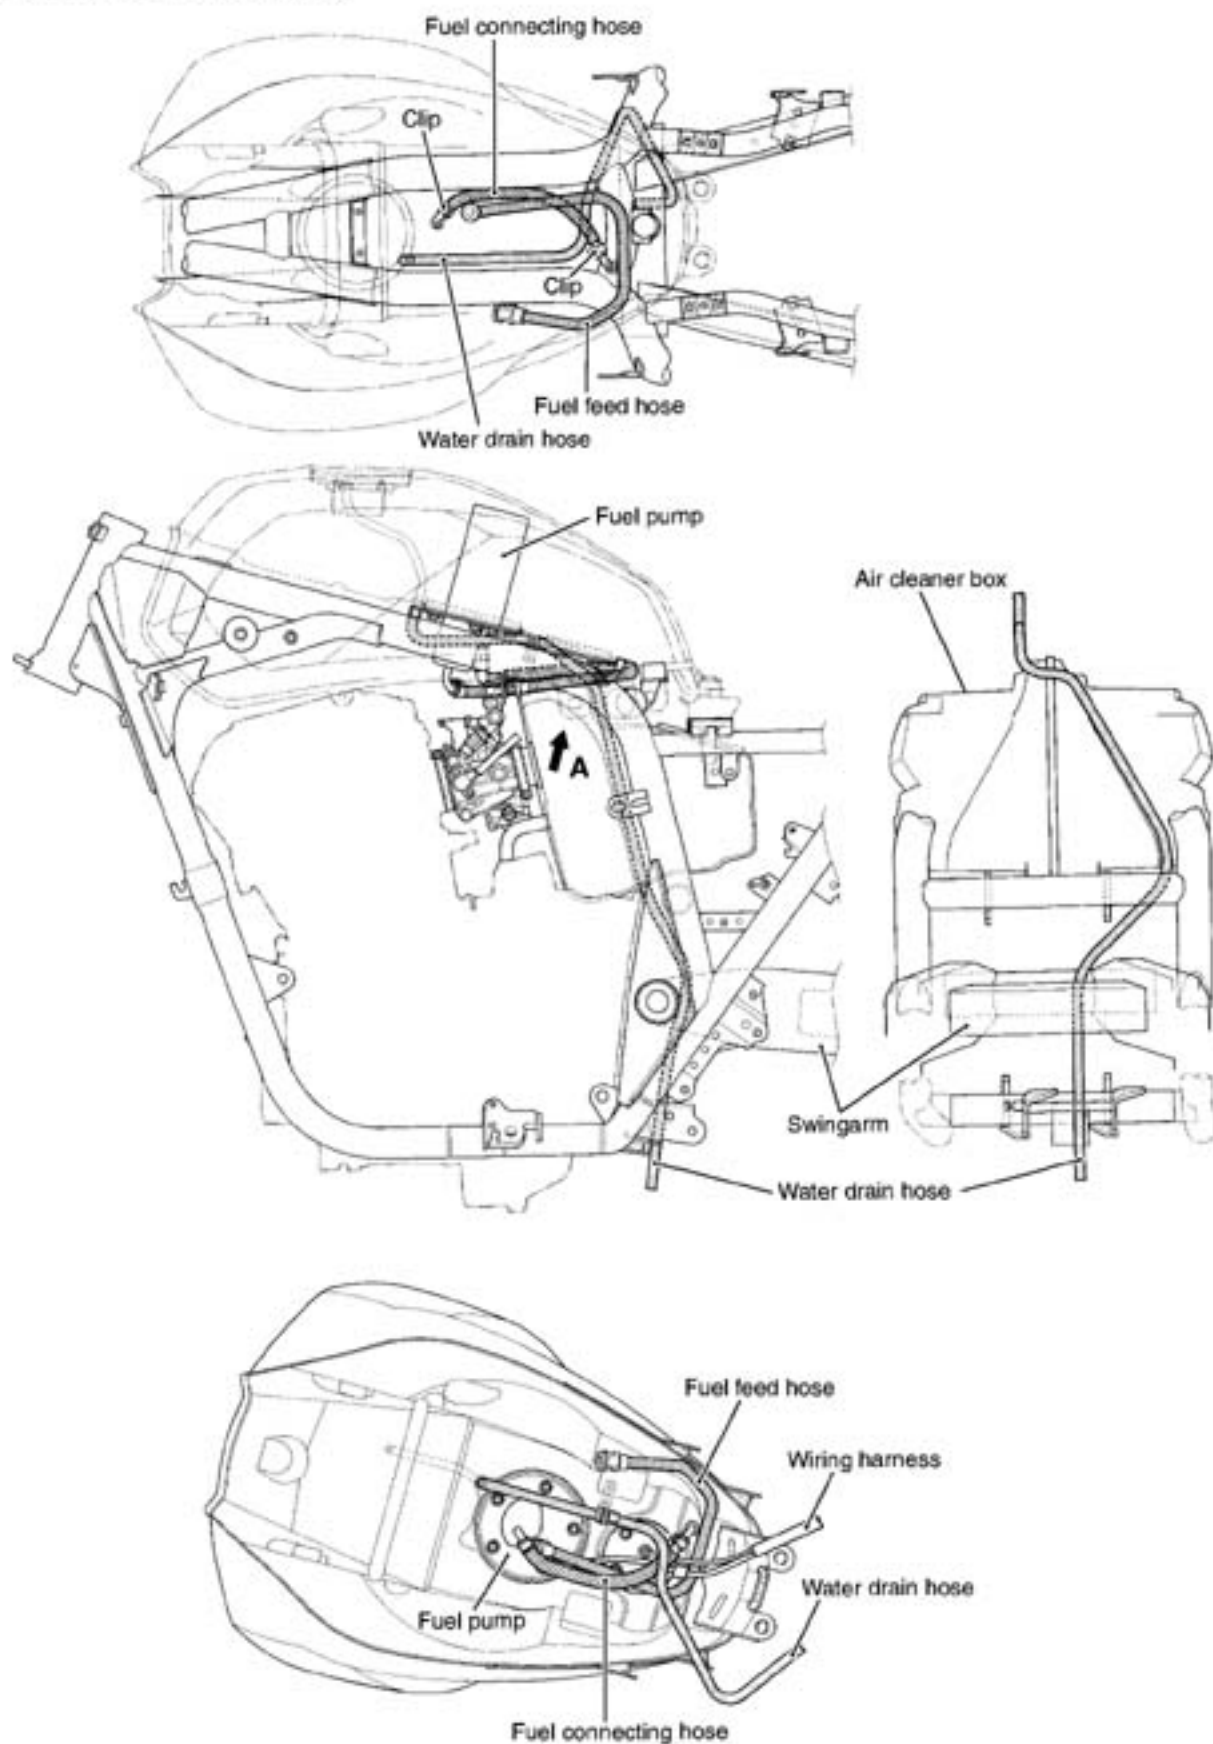 Fuel connecting hose
Clip
Clip
Fuel feed hose
Water drain hose
Fuel pump
Air cleaner box
A
Swingarm
Water drain hose
Fuel feed hose
Wiring harness
Water drain hose
Fuel pump
Fuel connecting hose